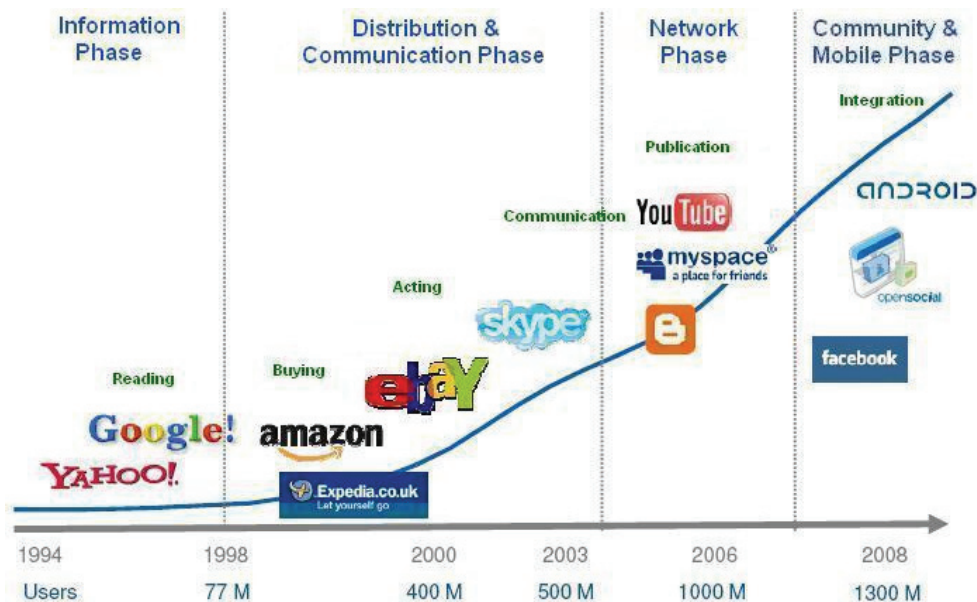 Information
Phase
Distribution &
Communication Phase
Network
Phase
Community &
Mobile Phase
Integration
Publication
ANDROID
You Tube
Communication
myspace®
a place for friends
opensocial
Acting
skype
facebook
Reading
Buying
ebay
Google!
amazon
YAHOO!
Expedia.co.uk
Let yourself go
1994 1998 2000 2003 2006 2008
Users 77 M 400 M 500 M 1000 M 1300 M